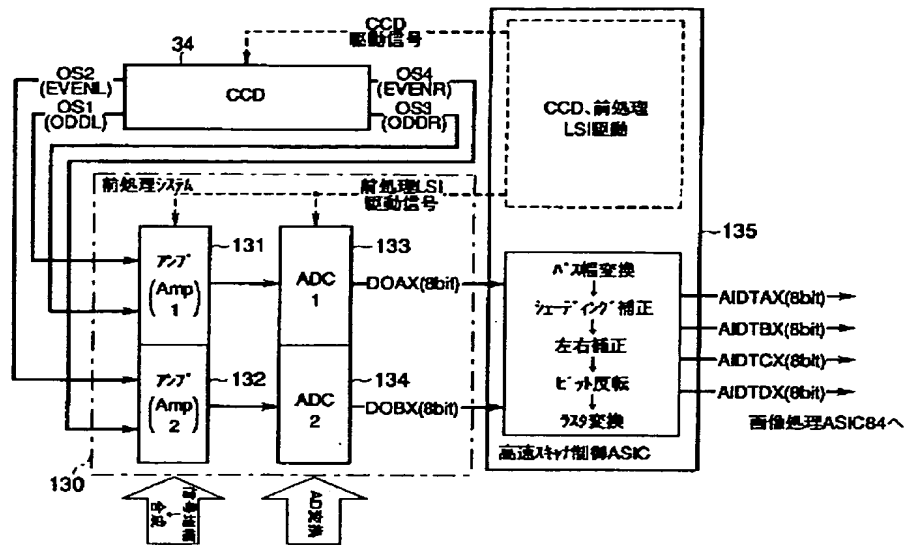 CCD
駆動信号
34
OS2
(EVENL)
OS1
(ODDL)
CCD
OS4
(EVENR)
OS3
(ODDR)
CCD、前処理
LSI駆動
前処理システム
前処理LSI
駆動信号
131
133
135
アンプ
(Amp
1)
ADC
1
DOAX(8bit)
132
134
アンプ
(Amp
2)
ADC
2
DOBX(8bit)
バス幅変換
シェーディング補正
左右補正
ビット反転
ラスタ変換
高速スキャナ制御ASIC
AIDTAX(8bit)
AIDTBX(8bit)
AIDTCX(8bit)
AIDTDX(8bit)
画像処理ASIC84へ
130
信号増幅
合成
AD変換